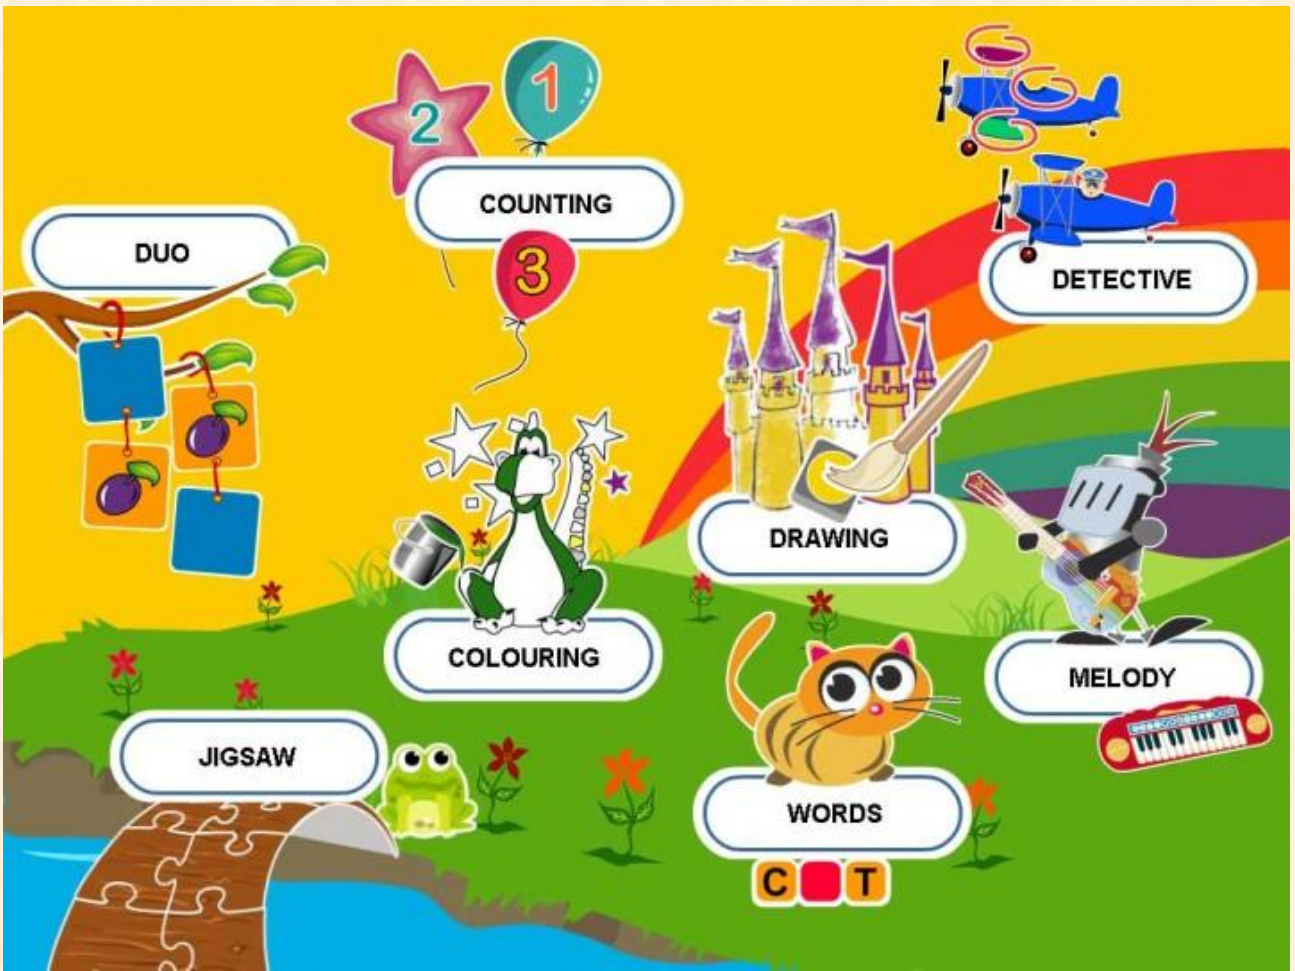 2
1
COUNTING
3
DUO
DETECTIVE
DRAWING
COLOURING
MELODY
JIGSAW
WORDS
C T